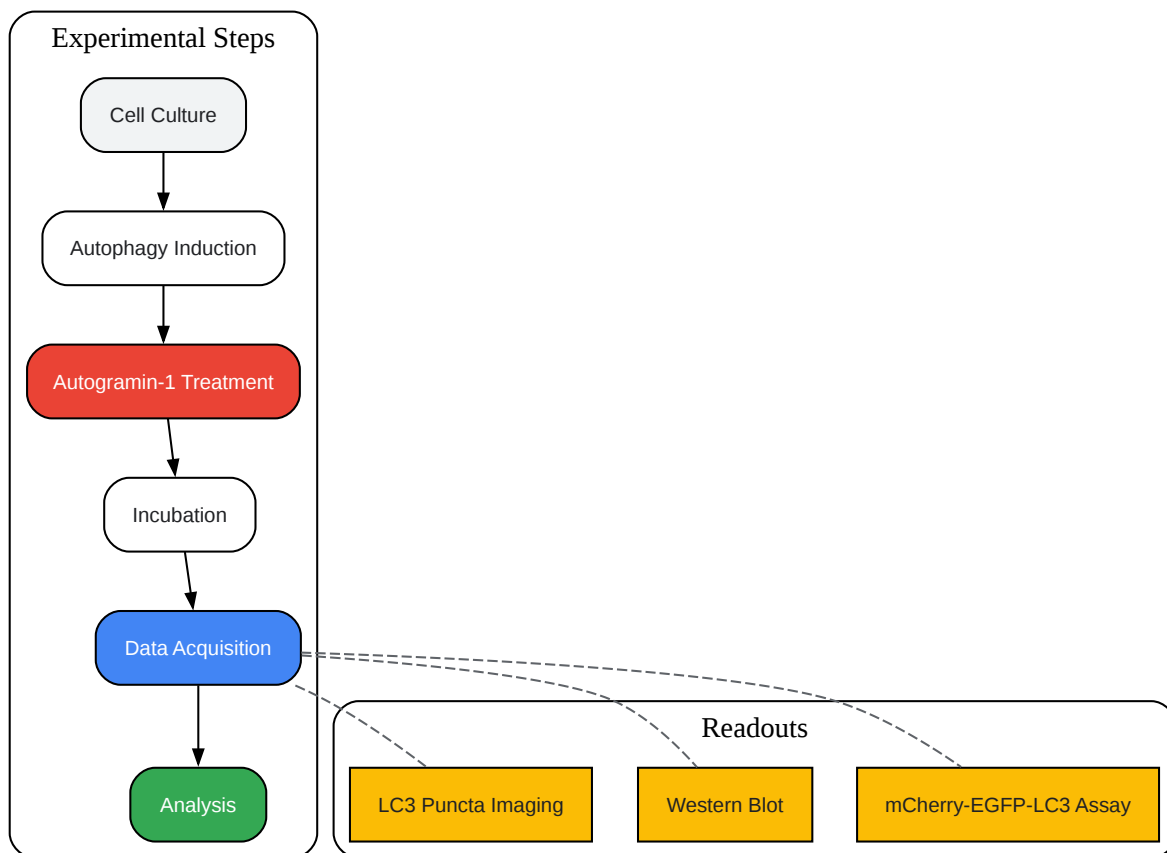 Experimental Steps
Cell Culture
Autophagy Induction
Autogramin-1 Treatment
Incubation
Data Acquisition
Analysis
Readouts
LC3 Puncta Imaging
Western Blot
mCherry-EGFP-LC3 Assay